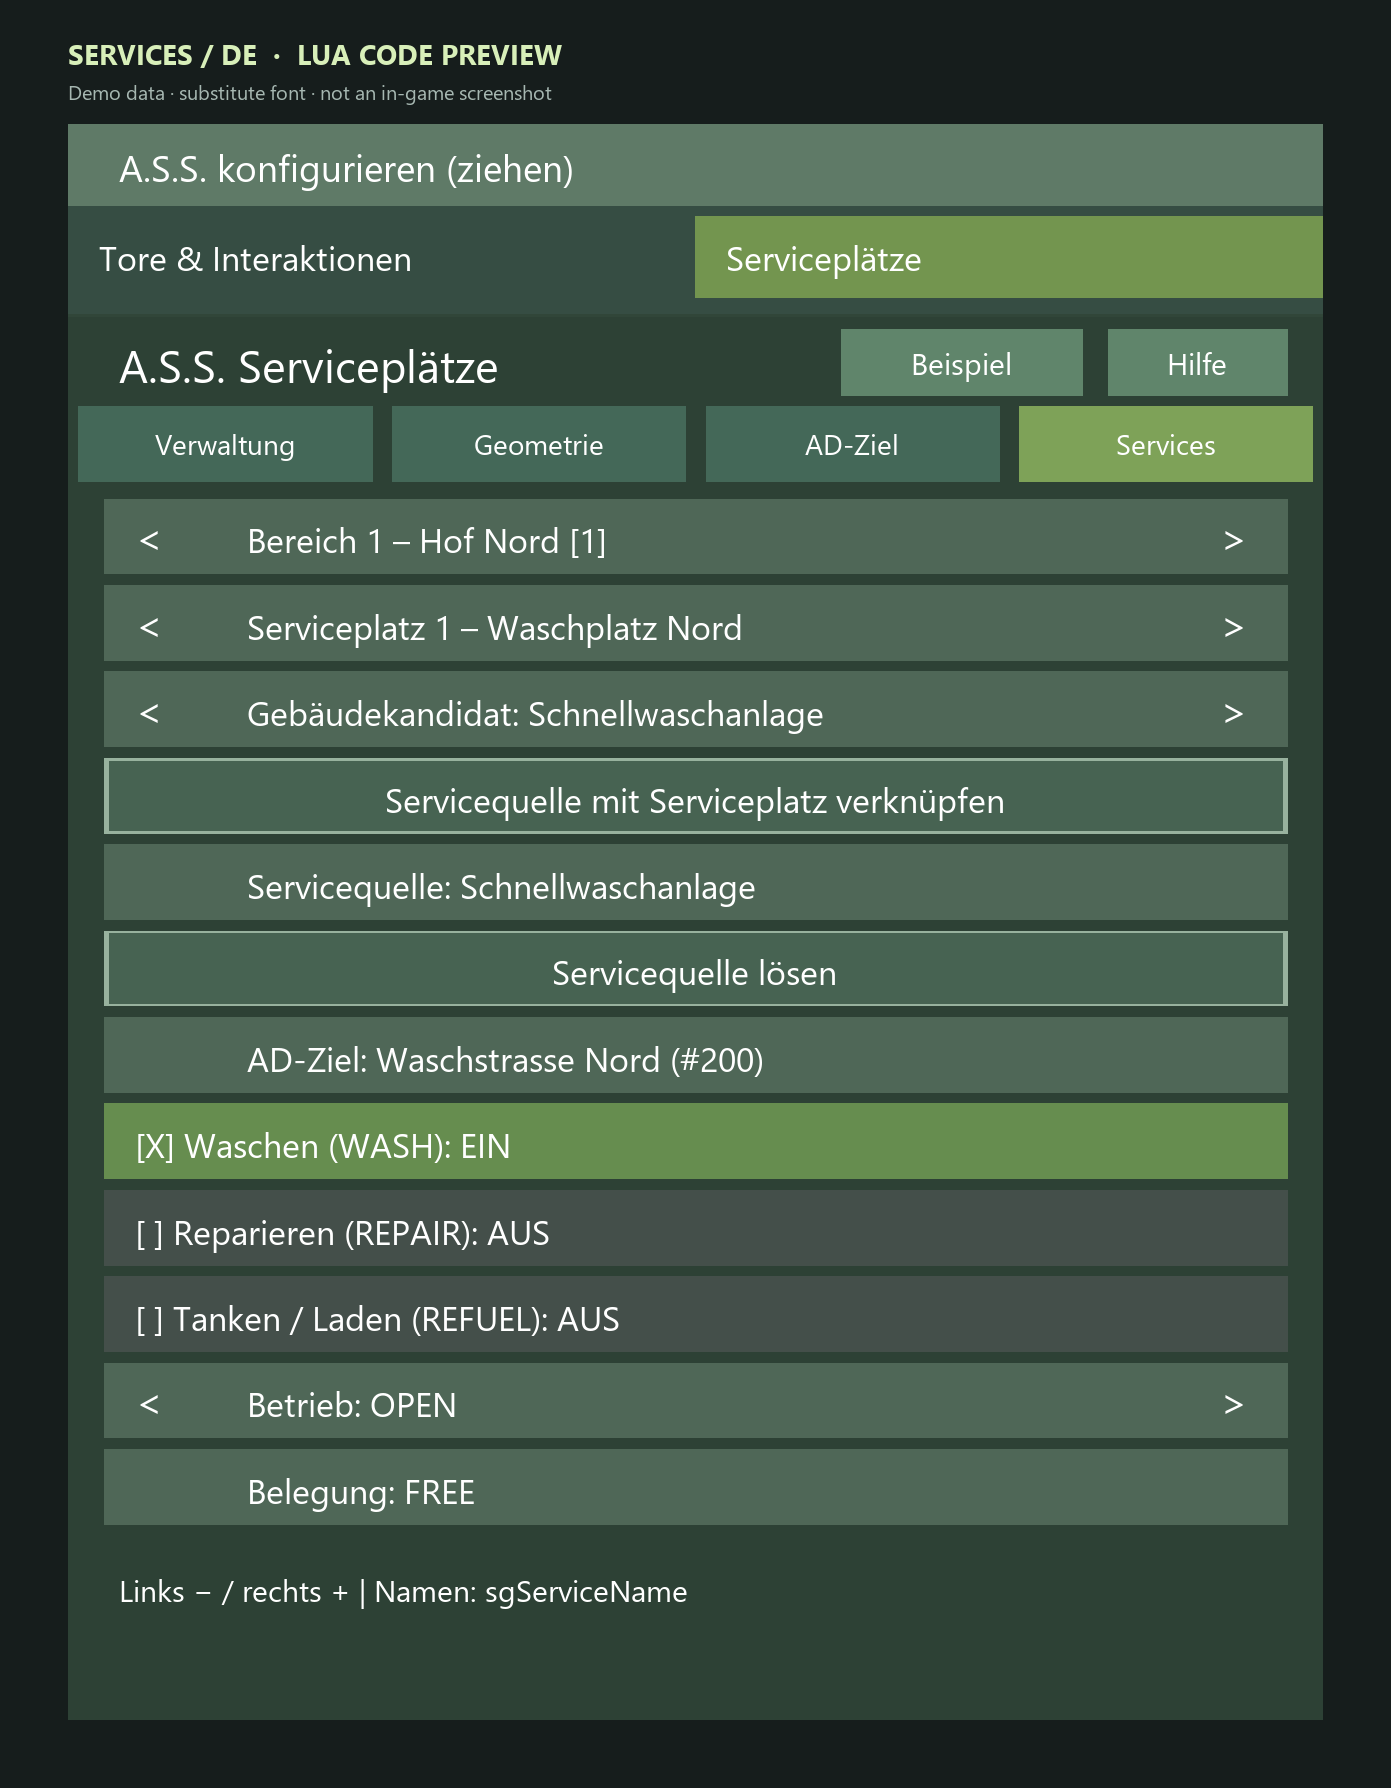 SERVICES / DE · LUA CODE PREVIEW
Demo data · substitute font · not an in-game screenshot
A.S.S. konfigurieren (ziehen)
Tore & Interaktionen Serviceplätze
A.S.S. Serviceplätze Beispiel Hilfe
Verwaltung Geometrie AD-Ziel Services
< Bereich 1 – Hof Nord [1] >
< Serviceplatz 1 – Waschplatz Nord >
< Gebäudekandidat: Schnellwaschanlage >
Servicequelle mit Serviceplatz verknüpfen
Servicequelle: Schnellwaschanlage
Servicequelle lösen
AD-Ziel: Waschstrasse Nord (#200)
[X] Waschen (WASH): EIN
[ ] Reparieren (REPAIR): AUS
[ ] Tanken / Laden (REFUEL): AUS
< Betrieb: OPEN >
Belegung: FREE
Links − / rechts + | Namen: sgServiceName